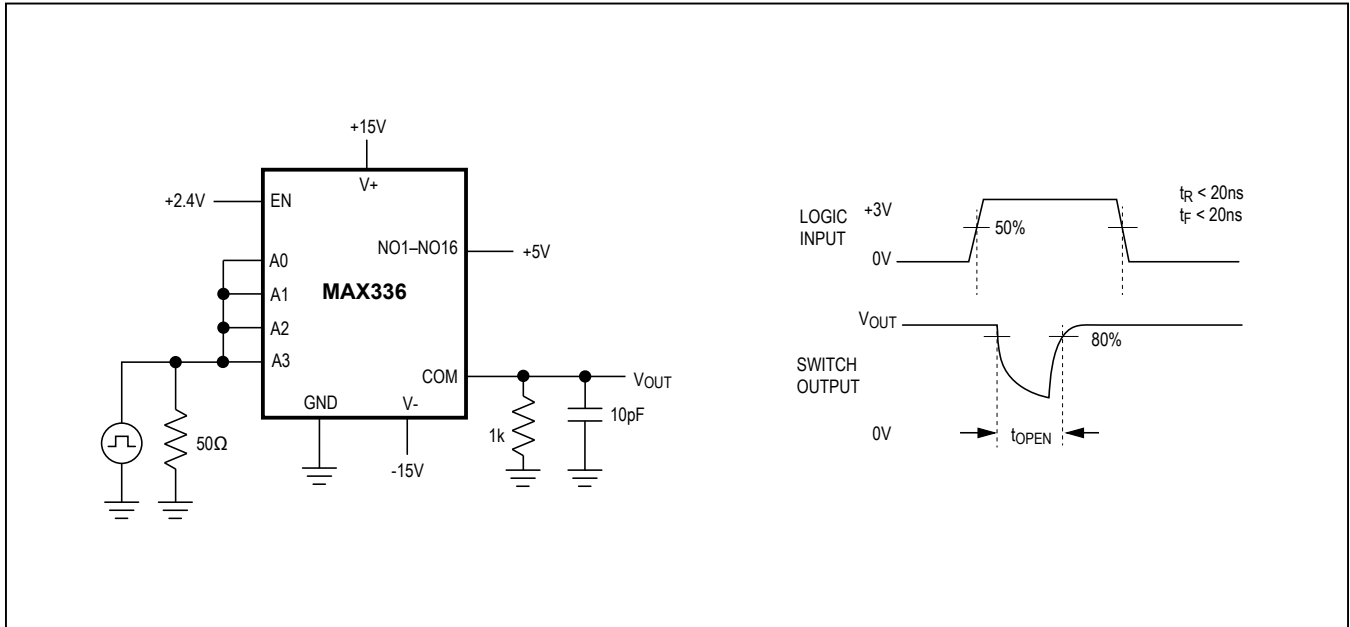 +15V
V+
+2.4V
EN
NO1–NO16
+5V
A0
A1
MAX336
A2
A3
COM
VOUT
GND
V-
10pF
1k
50Ω
-15V
LOGIC
INPUT
+3V
50%
0V
tR < 20ns
tF < 20ns
VOUT
80%
SWITCH
OUTPUT
0V
tOPEN